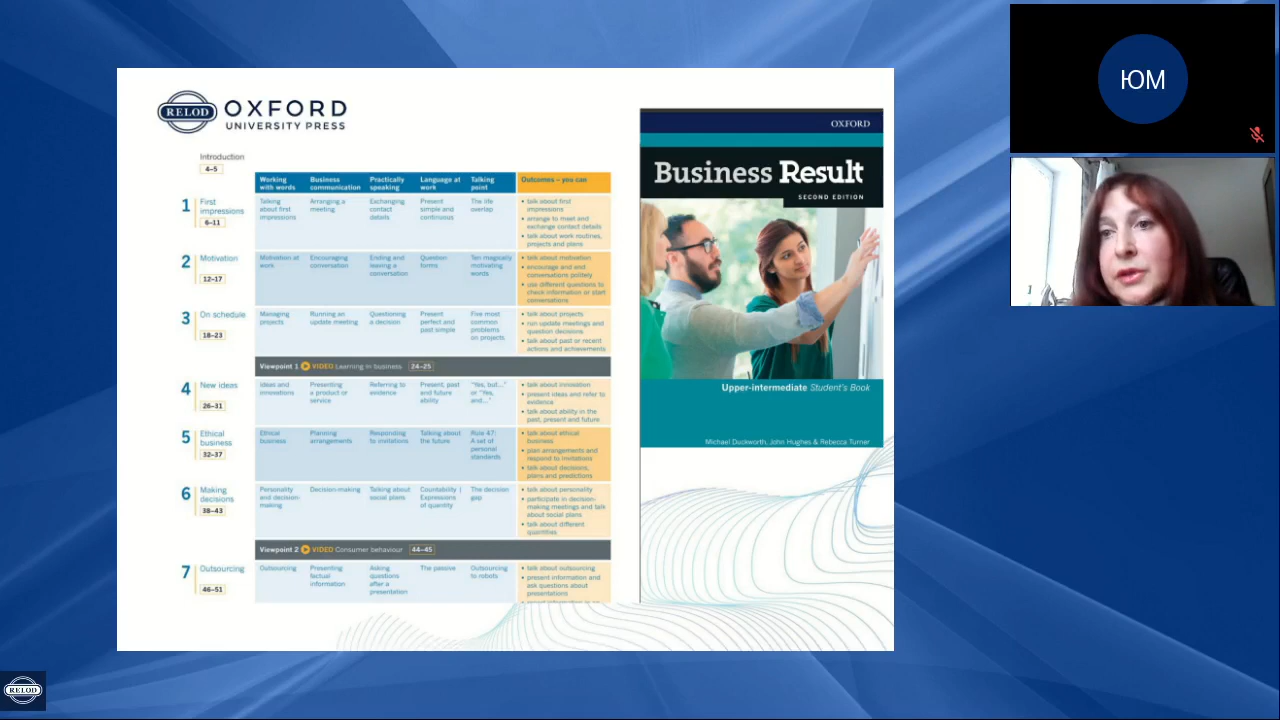 RELOD
OXFORD
UNIVERSITY PRESS
Introduction
4–5
Working with words
Business communication
Practically speaking
Language at work
Talking point
Outcomes – you can
1
First impressions
6–11
Talking about first impressions
Arranging a meeting
Exchanging contact details
Present simple and continuous
The life overlap
• talk about first impressions
• arrange to meet and exchange contact details
• talk about work routines, projects and plans
2
Motivation
12–17
Motivation at work
Encouraging conversation
Ending and leaving a conversation
Question forms
Ten magically motivating words
• talk about motivation
• encourage and end conversations politely
• use different questions to check information or start conversations
3
On schedule
18–23
Managing projects
Running an update meeting
Questioning a decision
Present perfect and past simple
Five most common problems on projects
• talk about projects
• run update meetings and question decisions
• talk about past or recent actions and achievements
Viewpoint 1 VIDEO Learning in business 24–25
4
New ideas
26–31
Ideas and innovations
Presenting a product or service
Referring to evidence
Present, past and future ability
"Yes, but..." or "Yes, and..."
• talk about innovation
• present ideas and refer to evidence
• talk about ability in the past, present and future
5
Ethical business
32–37
Ethical business
Planning arrangements
Responding to invitations
Talking about the future
Rule 47: A set of personal standards
• talk about ethical business
• plan arrangements and respond to invitations
• talk about decisions, plans and predictions
6
Making decisions
38–43
Personality and decision-making
Decision-making
Talking about social plans
Countability | Expressions of quantity
The decision gap
• talk about personality
• participate in decision-making meetings and talk about social plans
• talk about different quantities
Viewpoint 2 VIDEO Consumer behaviour 44–45
7
Outsourcing
46–51
Outsourcing
Presenting factual information
Asking questions after a presentation
The passive
Outsourcing to robots
• talk about outsourcing
• present information and ask questions about presentations
OXFORD
Business Result
SECOND EDITION
Upper-intermediate Student's Book
Michael Duckworth, John Hughes & Rebecca Turner
ЮМ
RELOD